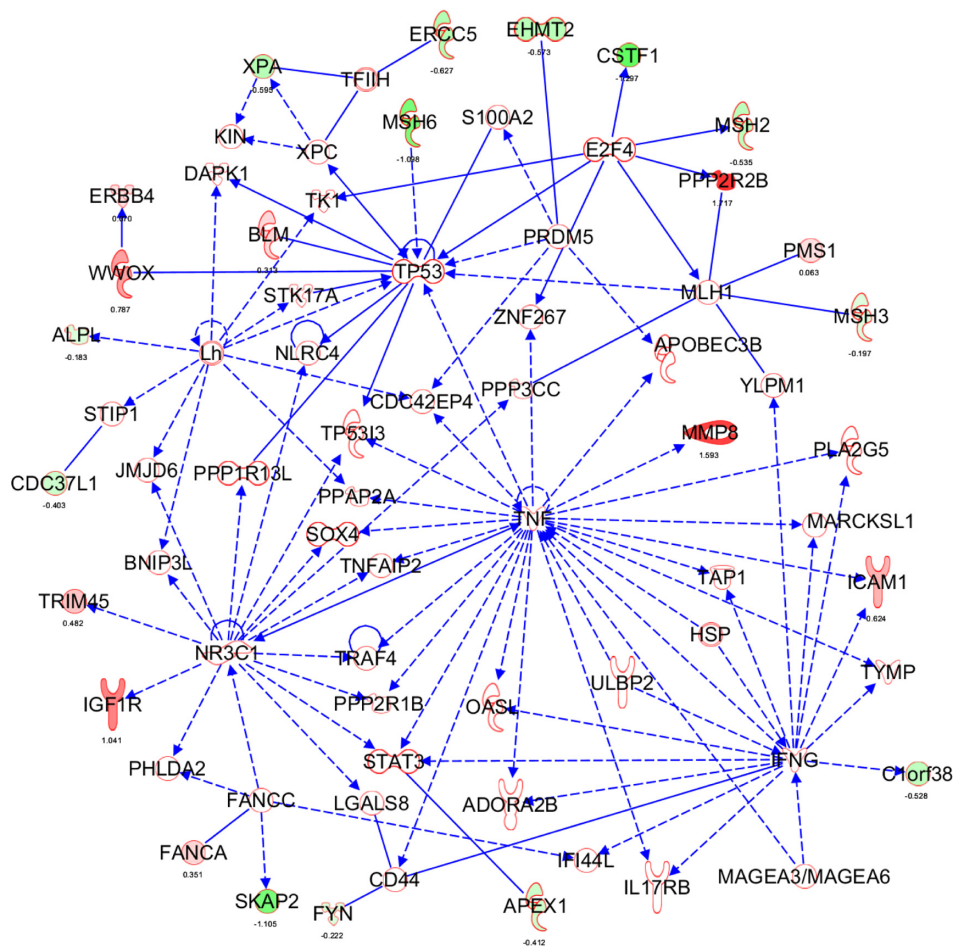 ERCC5
-0.627
EHMT2
-0.573
CSTF1
XPA
-0.595
TFIIH
MSH6
-1.098
S100A2
MSH2
-0.535
KIN
XPC
E2F4
PPP2R2B
1.717
DAPK1
ERBB4
TK1
BLM
0.313
PRDM5
PMS1
0.063
WWOX
0.787
TP53
STK17A
MLH1
MSH3
-0.197
ALPL
-0.183
Lh
NLRC4
ZNF267
APOBEC3B
YLPM1
STIP1
CDC42EP4
PPP3CC
TP53I3
MMP8
1.593
PLA2G5
CDC37L1
-0.403
JMJD6
PPP1R13L
PPAP2A
SOX4
TNF
MARCKSL1
BNIP3L
TNFAIP2
TAP1
ICAM1
0.624
TRIM45
0.482
NR3C1
TRAF4
HSP
TYMP
IGF1R
1.041
PPP2R1B
OASL
ULBP2
PHLDA2
STAT3
IFNG
C1orf38
-0.528
FANCC
LGALS8
ADORA2B
FANCA
0.351
CD44
IFI44L
IL17RB
MAGEA3/MAGEA6
SKAP2
-1.105
FYN
-0.222
APEX1
-0.412